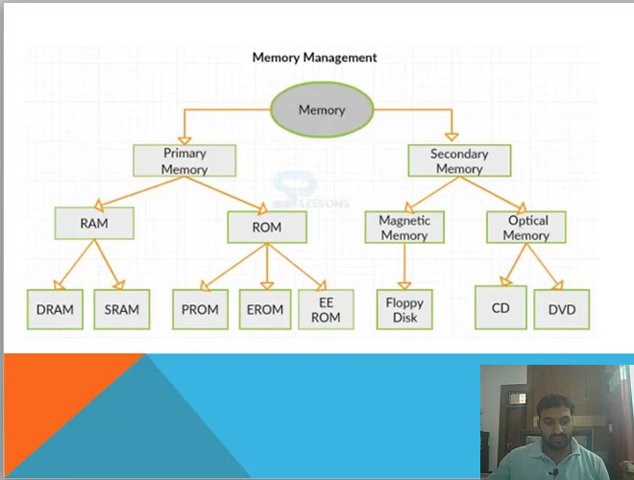 Memory Management
Memory
Primary
Memory
Secondary
Memory
LESSONS
RAM
ROM
Magnetic
Memory
Optical
Memory
DRAM
SRAM
PROM
EROM
EE
ROM
Floppy
Disk
CD
DVD